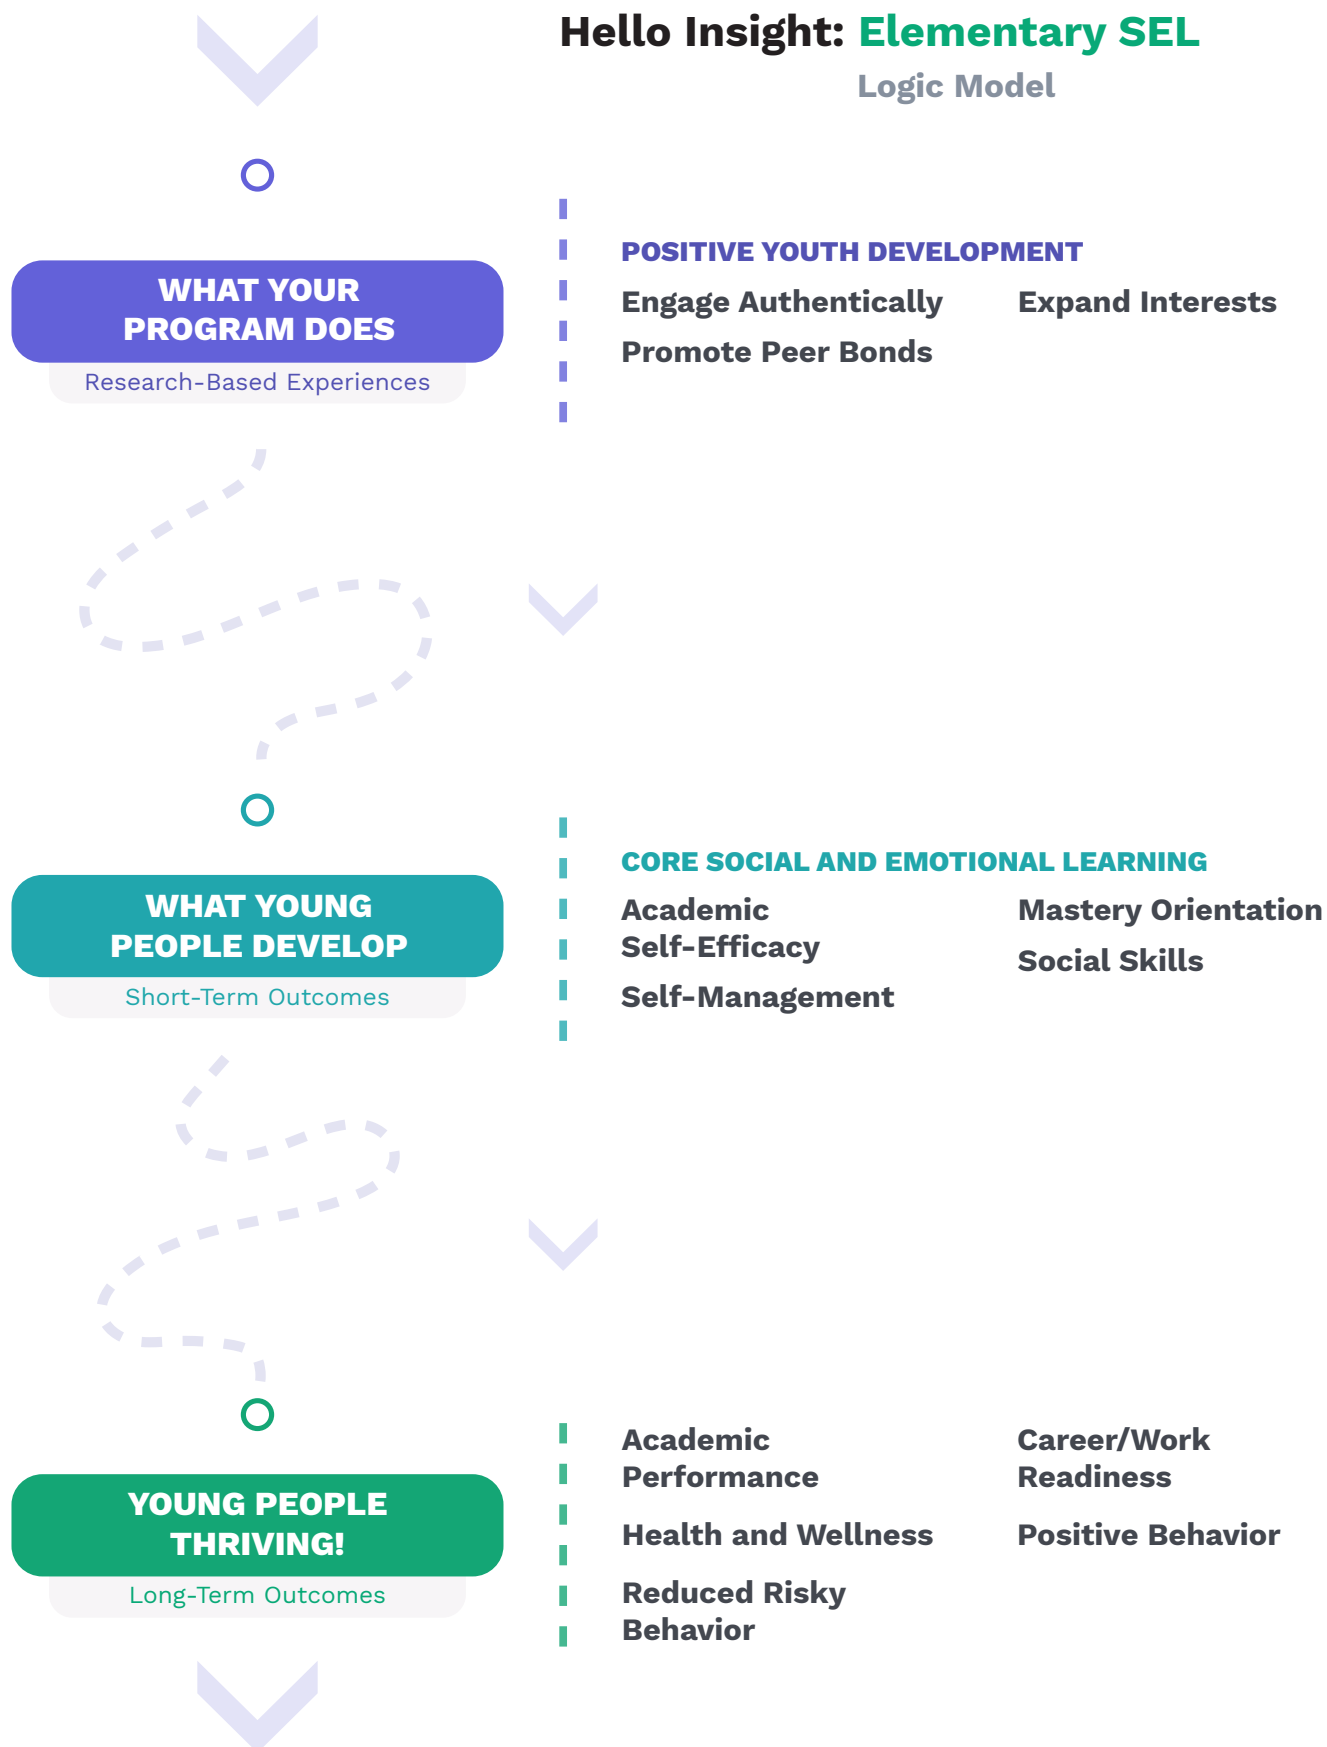 Hello Insight: Elementary SEL
Logic Model
WHAT YOUR
PROGRAM DOES
Research-Based Experiences
POSITIVE YOUTH DEVELOPMENT
Engage Authentically
Promote Peer Bonds
Expand Interests
WHAT YOUNG
PEOPLE DEVELOP
Short-Term Outcomes
CORE SOCIAL AND EMOTIONAL LEARNING
Academic
Self-Efficacy
Self-Management
Mastery Orientation
Social Skills
YOUNG PEOPLE
THRIVING!
Long-Term Outcomes
Academic
Performance
Health and Wellness
Reduced Risky
Behavior
Career/Work
Readiness
Positive Behavior